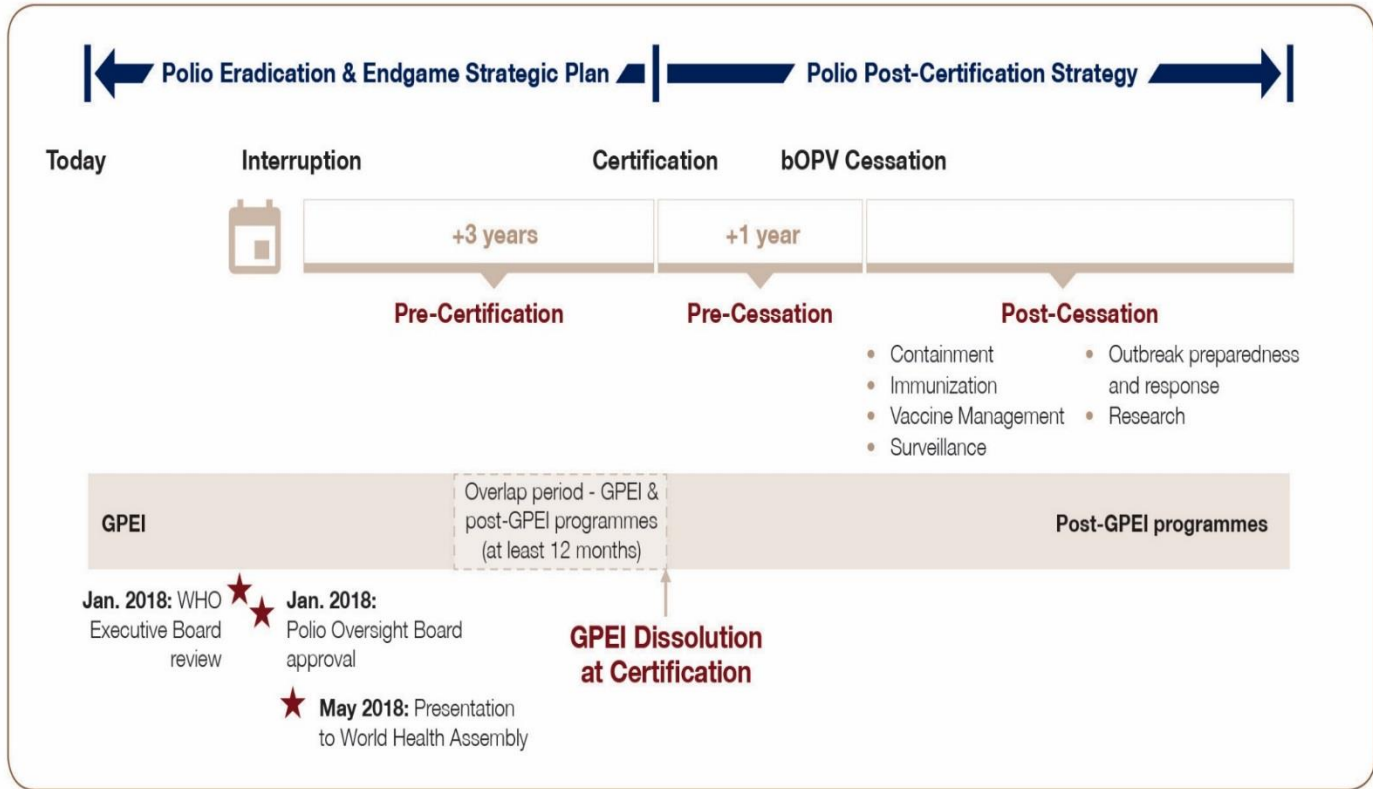 Polio Eradication & Endgame Strategic Plan
Polio Post-Certification Strategy
Today
Interruption
Certification
bOPV Cessation
+3 years
+1 year
Pre-Certification
Pre-Cessation
Post-Cessation
• Containment
• Immunization
• Vaccine Management
• Surveillance
• Outbreak preparedness
and response
• Research
GPEI
Overlap period - GPEI &
post-GPEI programmes
(at least 12 months)
Post-GPEI programmes
Jan. 2018: WHO
Executive Board
review
Jan. 2018:
Polio Oversight Board
approval
May 2018: Presentation
to World Health Assembly
GPEI Dissolution
at Certification